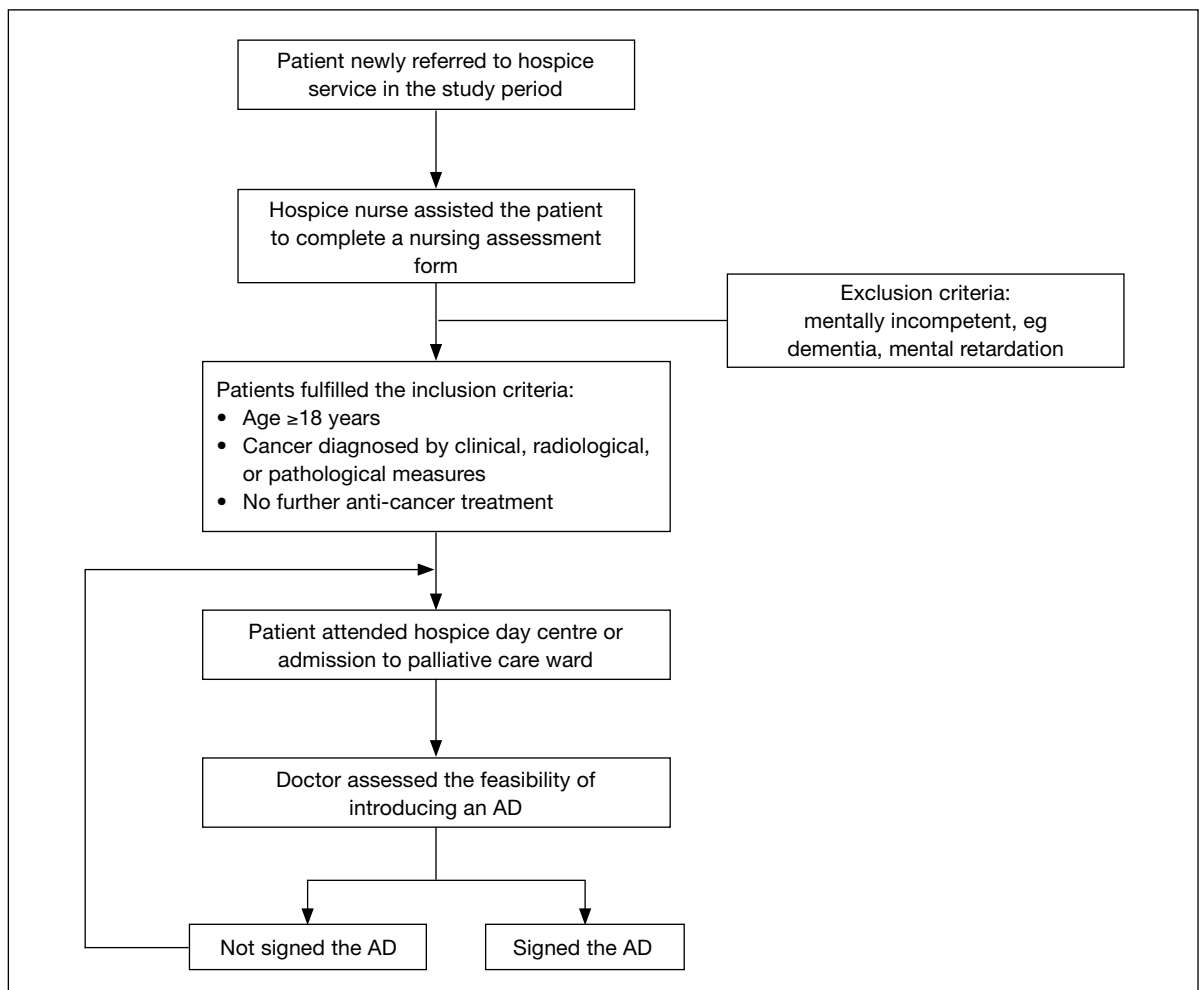 Patient newly referred to hospice
service in the study period
Hospice nurse assisted the patient
to complete a nursing assessment
form
Exclusion criteria:
mentally incompetent, eg
dementia, mental retardation
Patients fulfilled the inclusion criteria:
• Age ≥18 years
• Cancer diagnosed by clinical, radiological,
or pathological measures
• No further anti-cancer treatment
Patient attended hospice day centre or
admission to palliative care ward
Doctor assessed the feasibility of
introducing an AD
Not signed the AD
Signed the AD